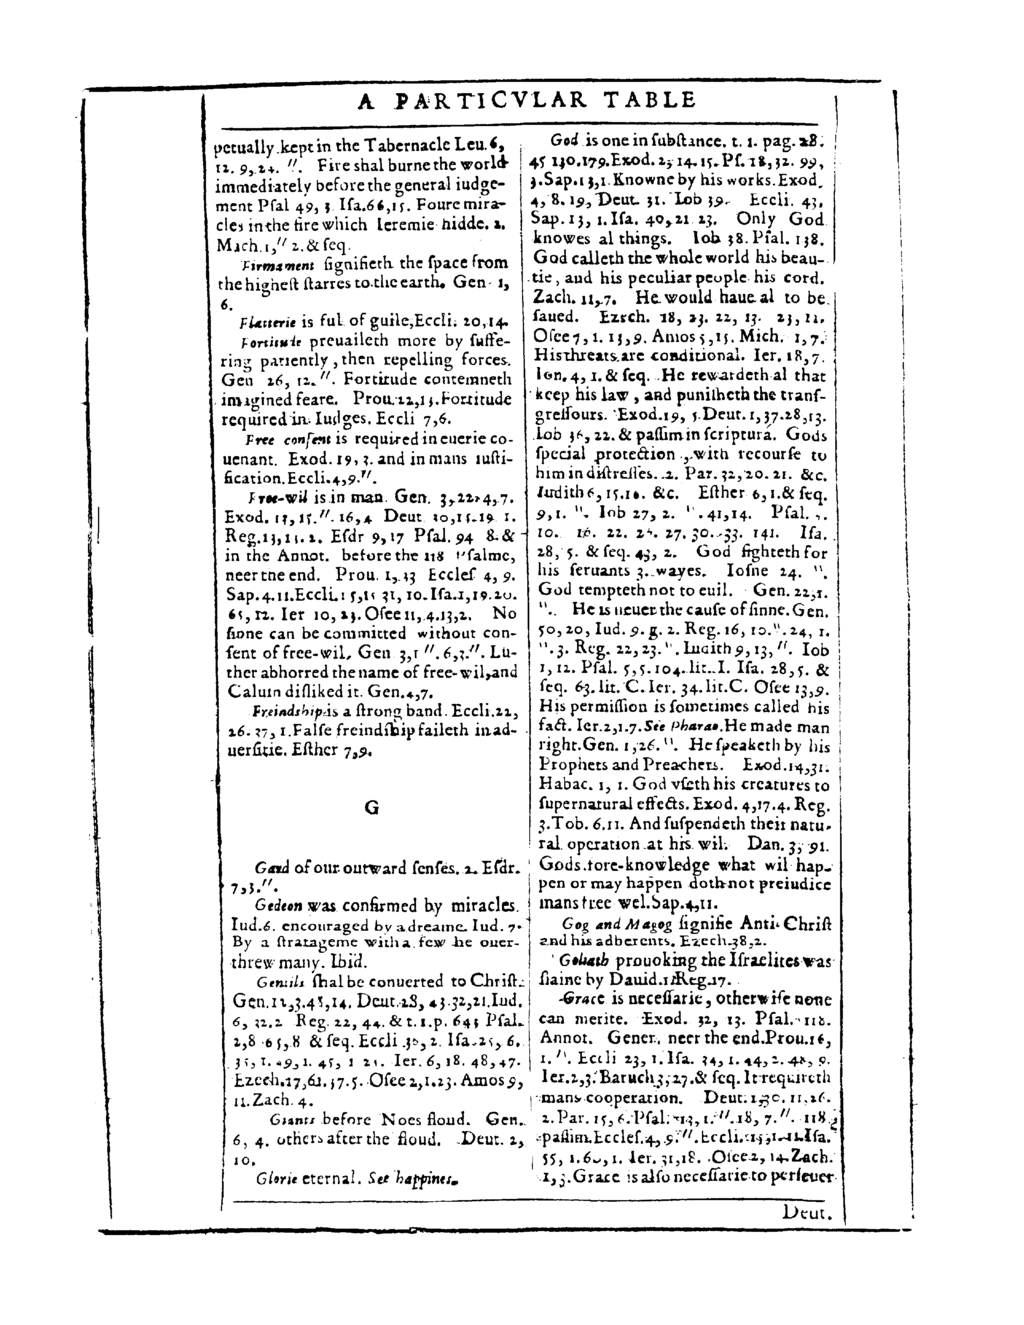 A PARTICVLAR TABLE
petually kept in the Tabernacle Leu. 6,
12. 9, 24. ″. Fire shal burne the world
immediately before the general iudge-
ment Psal 49, 3 Isa. 66, 15. Foure mira-
cles in the fire which Ieremie hidde. 2.
Mach. 1, ″ 2. & seq.
Firmament signifieth the space from
the highest starres to the earth. Gen. 1,
6.
Flatterie is ful of guile, Eccli. 20, 14.
Fortitude preuaileth more by suffe-
ring patiently, then repelling forces.
Gen 26, 12. ″. Fortitude contemneth
imagined feare. Prou. 22, 13. Fortitude
required in Iudges. Eccli 7, 6.
Free consent is required in euerie co-
uenant. Exod. 19, 3. and in mans iusti-
fication. Eccli. 4, 9. ″.
Free-wil is in man. Gen. 3, 22. 4, 7.
Exod. 15. ″. 16, 4 Deut 30, 15. 19 1.
Reg. 13, 11. 2. Esdr 9, 17 Psal. 94 8. &
in the Annot. before the 118 Psalme,
neer the end. Prou. 1, 23 Eccles. 4, 9.
Sap. 4. 11. Eccli. 15, 31, 10. Isa. 1, 19. 20.
65, 12. Ier 10, 23. Osee 11, 4. 13, 2. No
sinne can be committed without con-
sent of free-wil. Gen 3, 1 ″. 6, 3. ″. Lu-
ther abhorred the name of free-wil, and
Caluin disliked it. Gen. 4, 7.
Freindship is a strong band. Eccli. 22,
26. 37, 1. False freindship faileth in ad-
uersitie. Esther 7, 9.
G
Gard of our outward senses. 2. Esdr.
7, 3. ″.
Gedeon was confirmed by miracles.
Iud. 6. encouraged by a dreame. Iud. 7.
By a stratageme with a few he ouer-
threw many. Ibid.
Gentils shal be conuerted to Christ.
Gen. 12, 3. 48, 14. Deut. 28, 43. 32, 21. Iud.
6, 32. 2 Reg. 22, 44. & t. 1. p. 645 Psal.
2, 8 65, 8 & seq. Eccli . 2. Isa. 25, 6.
35, 1. 49, 1. 45, 1 Ier. 6, 18. 48, 47.
Ezech. 17, 61. 37. 5. Osee 2, 1. 23. Amos 9,
11. Zach. 4.
Giants before Noes floud. Gen.
6, 4. others after the floud. Deut. 2,
10.
Glorie eternal. See happines.
God is one in substance. t. 1. pag. 28.
45 130. 179. Exod. 2, 14. 15. Ps. 18, 32. 99,
3. Sap. 13, 1. Knowne by his works. Exod.
4, 8. 19, Deut. 31. Iob 39. Eccli. 43.
Sap. 13, 1. Isa. 40, 21 23. Only God
knowes al things. Iob 38. Psal. 138.
God calleth the whole world his beau-
tie, and his peculiar people his cord.
Zach. 11, 7. He would haue al to be
saued. Ezech. 18, 23. 22, 13. 23, 11.
Osee 7, 1. 13, 9. Amos 5, 15. Mich. 1, 7.
His threats are conditional. Ier. 18, 7.
Ion. 4, 1. & seq. He rewardeth al that
keep his law, and punisheth the trans-
gressours. Exod. 19, 5. Deut. 1, 37. 28, 13.
Iob 36, 22. & passim in scriptura. Gods
special protection, with recourse to
him in distresses. 2. Par. 32, 20. 21. &c.
Iudith 6, 15. 18. &c. Esther 6, 1. & seq.
9, 1. ″. Iob 27, 2. ″. 41, 14. Psal.
10. 16. 22. 27. 30. 33. 141. Isa.
28, 5. & seq. 43, 2. God fighteth for
his seruants 3. wayes. Iosue 24. ″.
God tempteth not to euil. Gen. 22, 1.
″. He is neuer the cause of sinne. Gen.
50, 20, Iud. 9. g. 2. Reg. 16, 10. ″. 24, 1.
″. 3. Reg. 22, 23. ″. Iudith 9, 13, ″. Iob
1, 12. Psal. 5, 5. 104. lit. I. Isa. 28, 5. &
seq. 63. lit. C. Ier. 34. lit. C. Osee 13, 9.
His permission is sometimes called his
fact. Ier. 2, 1. 7. See Pharao. He made man
right. Gen. 1, 26. ″. He speaketh by his
Prophets and Preachers. Exod. 14, 31.
Habac. 1, 1. God vseth his creatures to
supernatural effects. Exod. 4, 17. 4. Reg.
3. Tob. 6. 11. And suspendeth their natu-
ral operation at his wil. Dan. 3, 91.
Gods fore-knowledge what wil hap-
pen or may happen doth not preiudice
mans free wel. Sap. 4, 11.
Gog and Magog signifie Anti-Christ
and his adherents. Ezech. 38, 2.
Goliath prouoking the Israelites was
slaine by Dauid. 1. Reg. 17.
Grace is necessarie, otherwise none
can merite. Exod. 32, 13. Psal. 118.
Annot. Gener. neer the end. Prou. 16,
1. ″. Eccli 23, 1. Isa. 34, 1. 44, 2. 48, 9.
Ier. 2, 3. Baruch 3, 27. & seq. It requireth
mans cooperation. Deut. 1, 30. 11, 26.
2. Par. 15, 6. Psal. 13, 1. ″. 18, 7. ″. 118.
passim. Eccles. 4, 9. ″. Eccli. Isa.
55, 1. 60, 1. Ier. 31, 18. Osee 2, 14. Zach.
1, 3. Grace is also necessarie to perseuer
Deut.